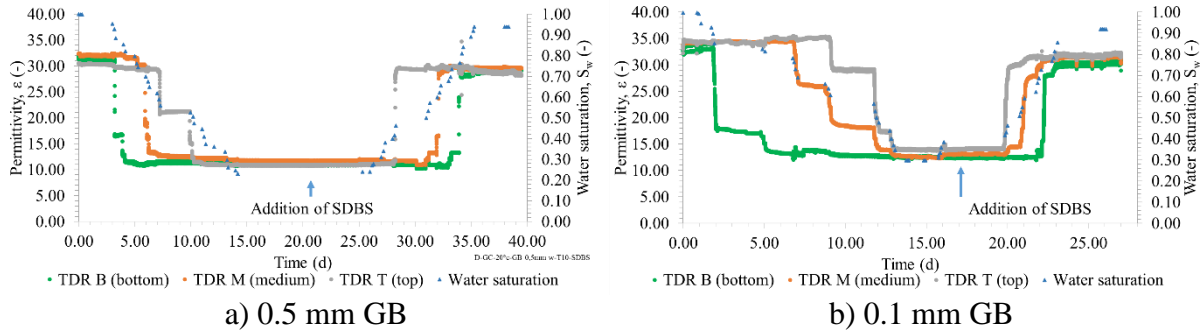 40.00
35.00
30.00
25.00
20.00
15.00
10.00
5.00
0.00
Permittivity, ε (-)
1.00
0.90
0.80
0.70
0.60
0.50
0.40
0.30
0.20
0.10
0.00
Water saturation, Sw (-)
Addition of SDBS
0.00 5.00 10.00 15.00 20.00 25.00 30.00 35.00 40.00
Time (d)
D-GC-20°c-GB 0,5mm w-T10-SDBS
TDR B (bottom) TDR M (medium) TDR T (top) Water saturation
a) 0.5 mm GB
40.00
35.00
30.00
25.00
20.00
15.00
10.00
5.00
0.00
Permittivity, ε (-)
1.00
0.90
0.80
0.70
0.60
0.50
0.40
0.30
0.20
0.10
0.00
Water saturation, Sw (-)
Addition of SDBS
0.00 5.00 10.00 15.00 20.00 25.00
Time (d)
TDR B (bottom) TDR M (medium) TDR T (top) Water saturation
b) 0.1 mm GB